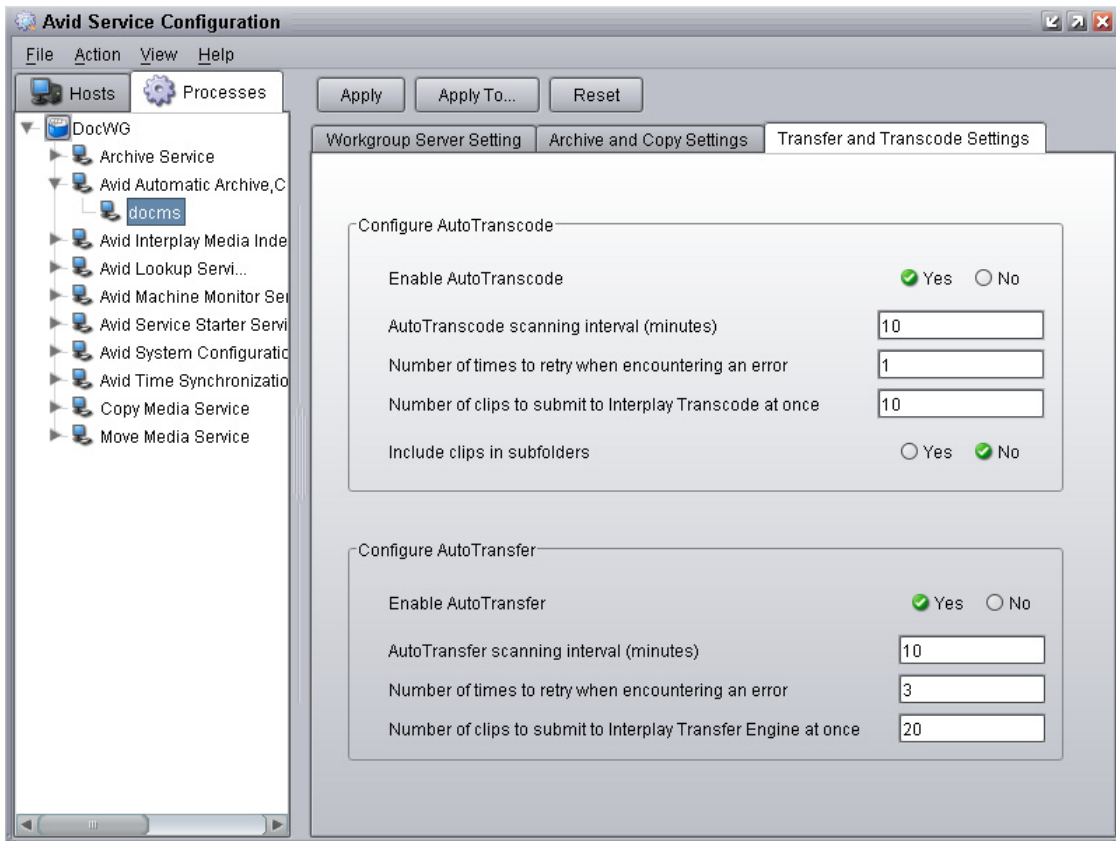 Avid Service Configuration
File Action View Help
Hosts Processes
DocWG
Archive Service
Avid Automatic Archive,C
docms
Avid Interplay Media Inde
Avid Lookup Servi...
Avid Machine Monitor Ser
Avid Service Starter Servi
Avid System Configuratic
Avid Time Synchronizatio
Copy Media Service
Move Media Service
Apply Apply To... Reset
Workgroup Server Setting Archive and Copy Settings Transfer and Transcode Settings
Configure AutoTranscode
Enable AutoTranscode Yes No
AutoTranscode scanning interval (minutes) 10
Number of times to retry when encountering an error 1
Number of clips to submit to Interplay Transcode at once 10
Include clips in subfolders Yes No
Configure AutoTransfer
Enable AutoTransfer Yes No
AutoTransfer scanning interval (minutes) 10
Number of times to retry when encountering an error 3
Number of clips to submit to Interplay Transfer Engine at once 20